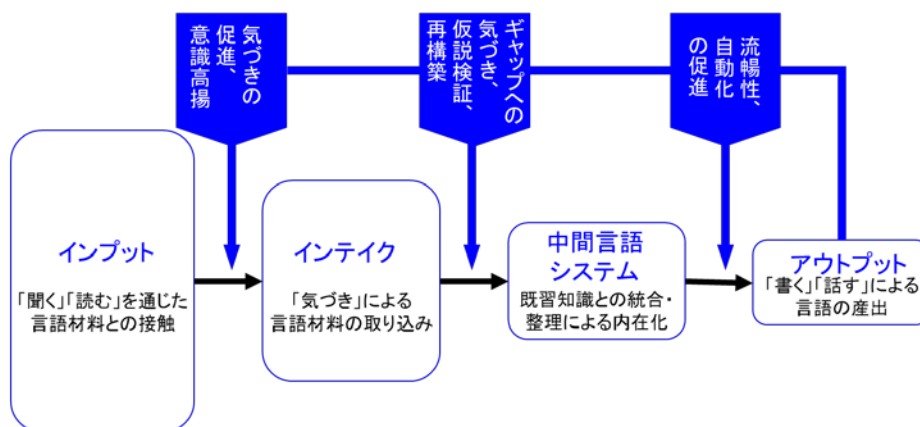 気づきの
促進、
意識高揚
ギャップへの
気づき、
仮説検証、
再構築
流暢性、
自動化
の促進
インプット
「聞く」「読む」を通じた
言語材料との接触
インテイク
「気づき」による
言語材料の取り込み
中間言語
システム
既習知識との統合・
整理による内在化
アウトプット
「書く」「話す」による
言語の産出